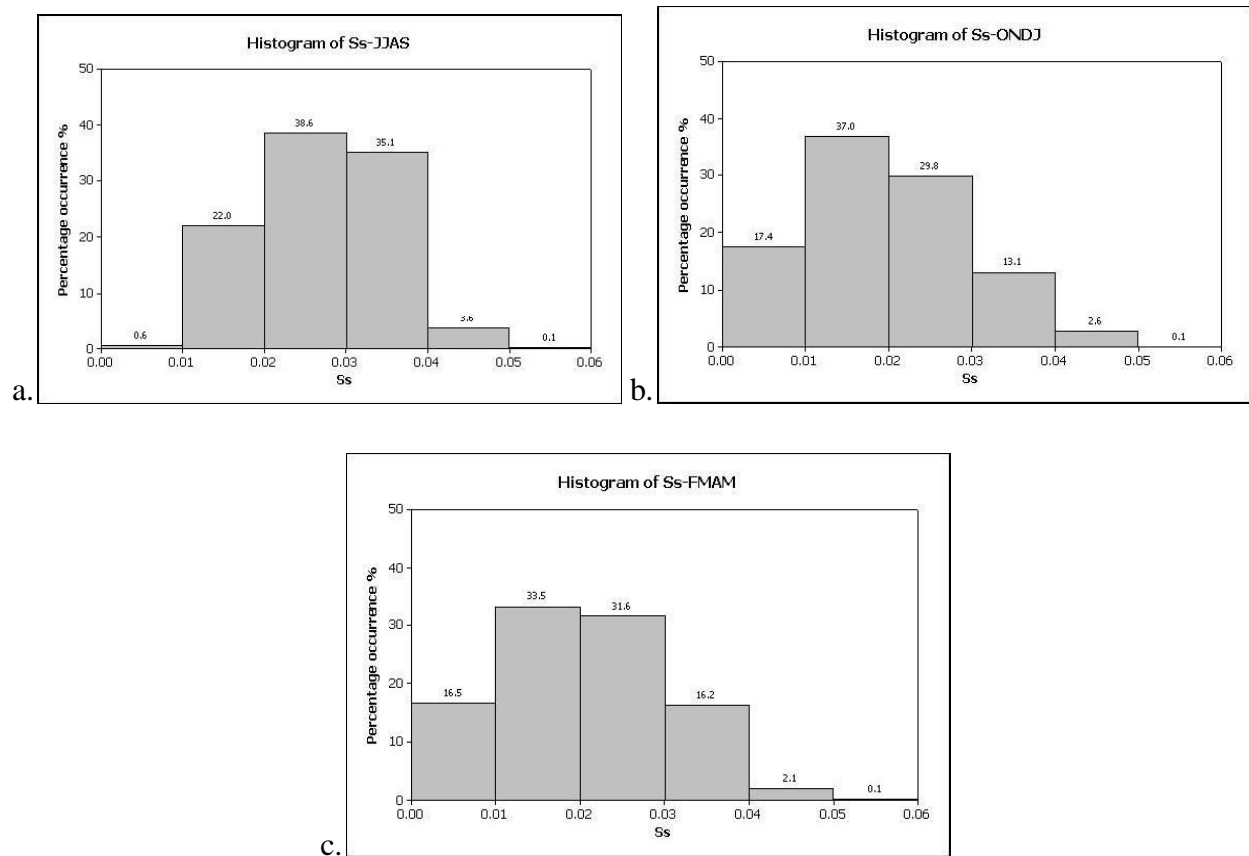 Histogram of Ss-JJAS
Percentage occurrence %
50
40
30
20
10
0
0.6
22.0
38.6
35.1
3.6
0.1
0.00 0.01 0.02 0.03 0.04 0.05 0.06
Ss
a.
Histogram of Ss-ONDJ
Percentage occurrence %
50
40
30
20
10
0
17.4
37.0
29.8
13.1
2.6
0.1
0.00 0.01 0.02 0.03 0.04 0.05 0.06
Ss
b.
Histogram of Ss-FMAM
Percentage occurrence %
50
40
30
20
10
0
16.5
33.5
31.6
16.2
2.1
0.1
0.00 0.01 0.02 0.03 0.04 0.05 0.06
Ss
c.